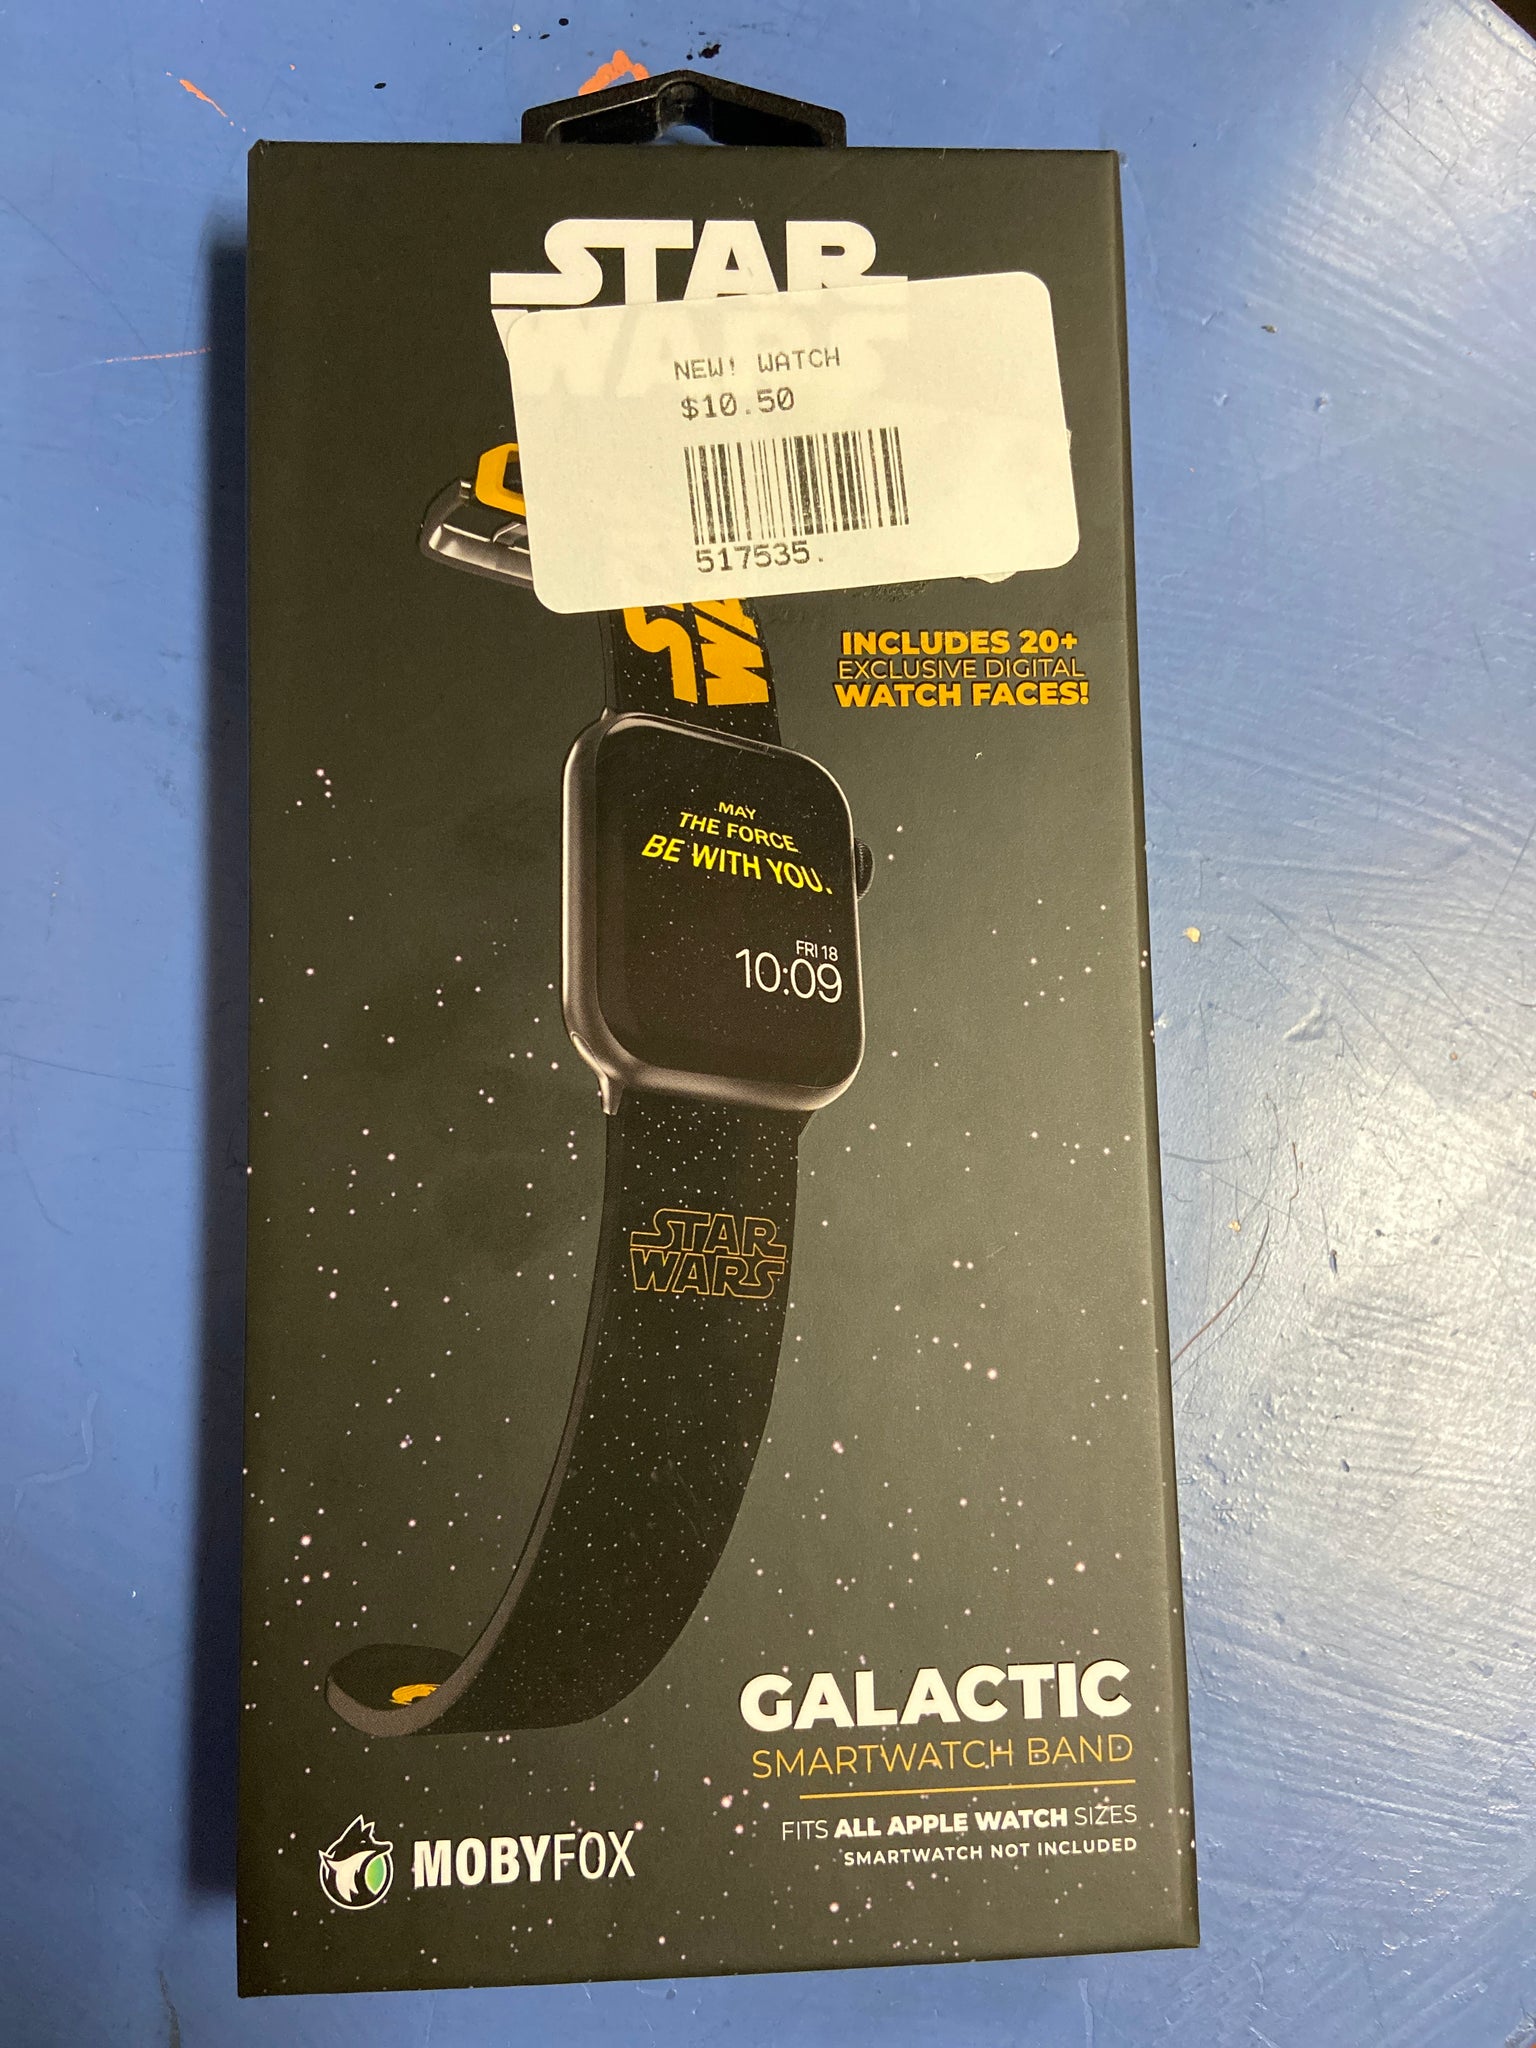 STAR
WARS
NEW! WATCH
$10.50
517535.
INCLUDES 20+
EXCLUSIVE DIGITAL
WATCH FACES!
MAY
THE FORCE
BE WITH YOU.
FRI 18
10:09
STAR
WARS
GALACTIC
SMARTWATCH BAND
FITS ALL APPLE WATCH SIZES
SMARTWATCH NOT INCLUDED
MOBYFOX